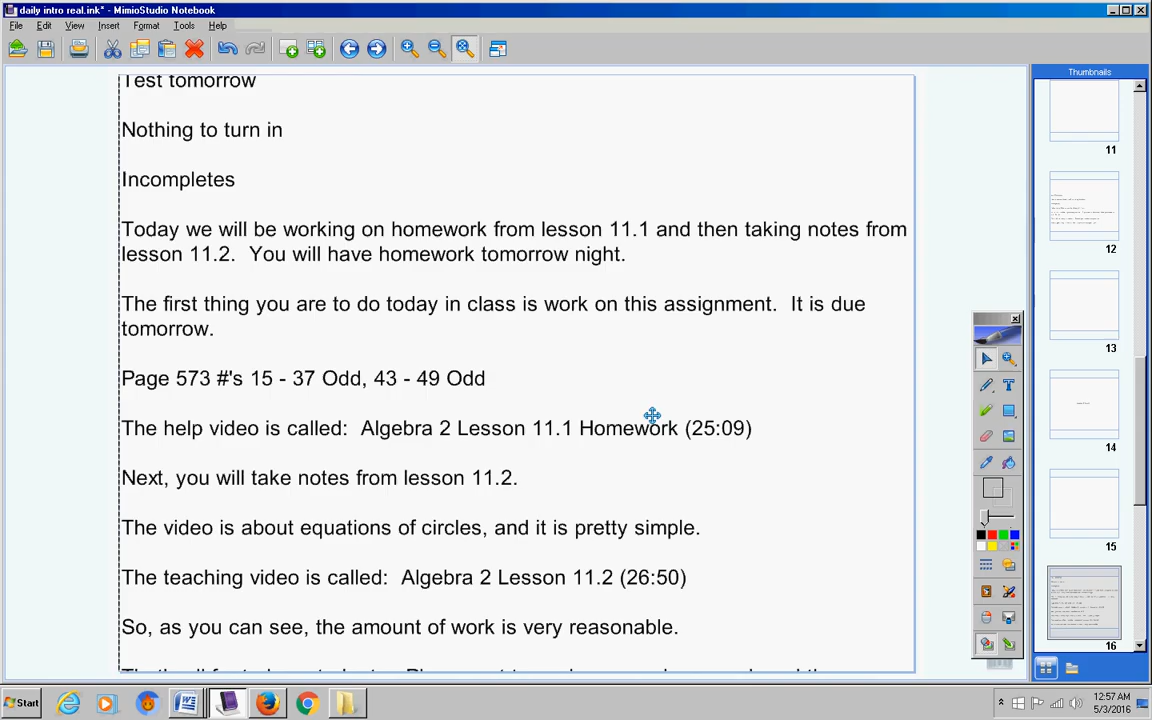 daily intro real.ink* - MimioStudio Notebook
File Edit View Insert Format Tools Help
Thumbnails
Test tomorrow
Nothing to turn in
Incompletes
Today we will be working on homework from lesson 11.1 and then taking notes from
lesson 11.2.  You will have homework tomorrow night.
The first thing you are to do today in class is work on this assignment.  It is due
tomorrow.
Page 573 #'s 15 - 37 Odd, 43 - 49 Odd
The help video is called:  Algebra 2 Lesson 11.1 Homework (25:09)
Next, you will take notes from lesson 11.2.
The video is about equations of circles, and it is pretty simple.
The teaching video is called:  Algebra 2 Lesson 11.2 (26:50)
So, as you can see, the amount of work is very reasonable.
11
12
13
14
15
16
Start
12:57 AM
5/3/2016